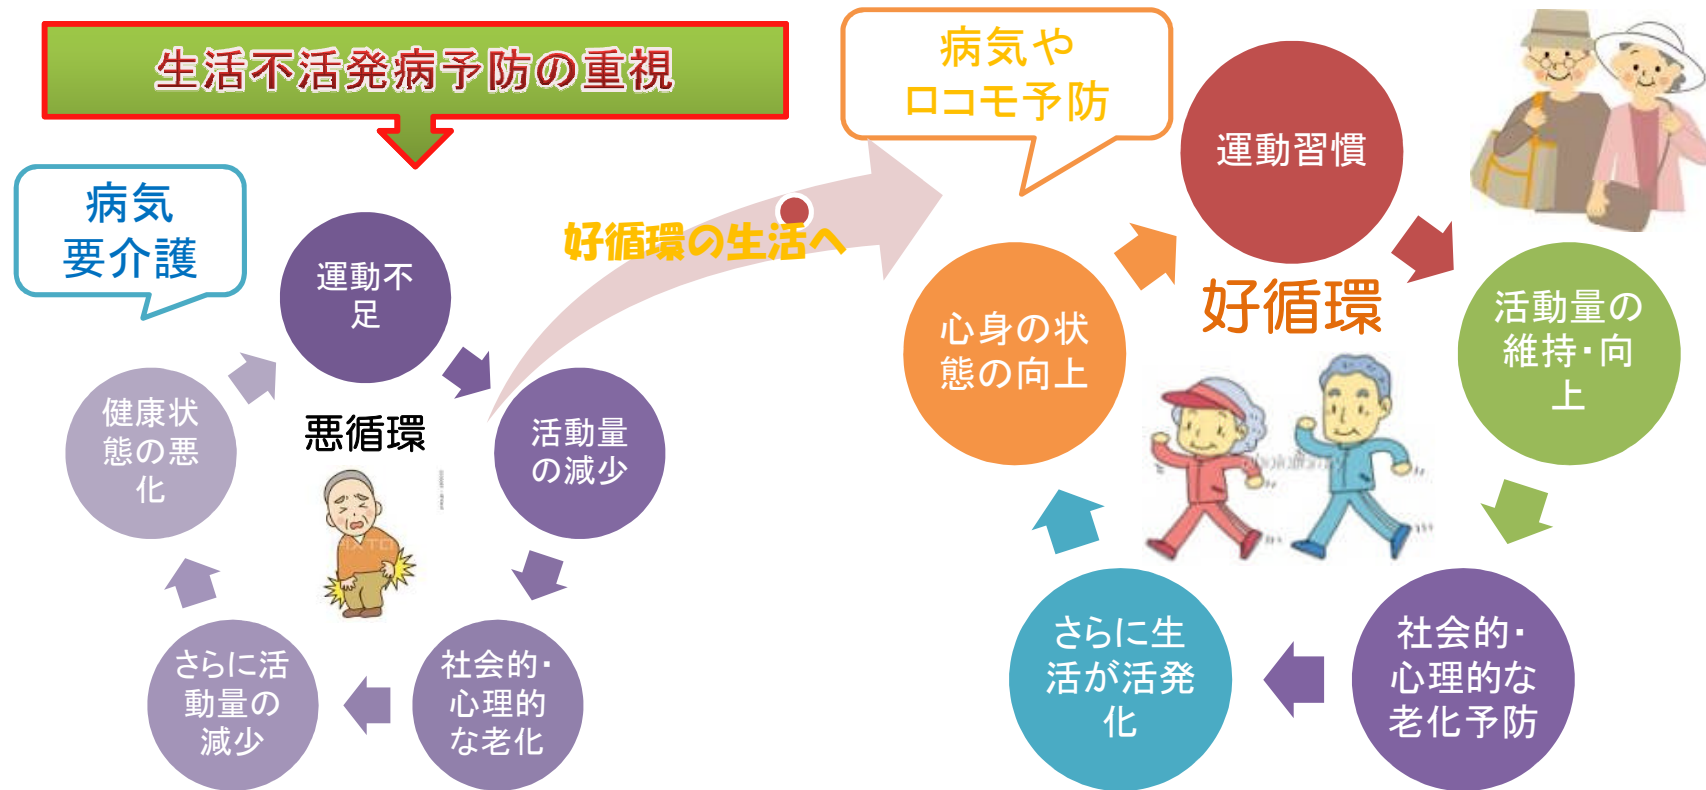 生活不活発病予防の重視
病気
要介護
運動不
足
活動量
の減少
社会的・
心理的
な老化
さらに活
動量の
減少
健康状
態の悪
化
悪循環
好循環の生活へ
病気や
ロコモ予防
運動習慣
活動量の
維持・向
上
社会的・
心理的な
老化予防
さらに生
活が活発
化
心身の状
態の向上
好循環